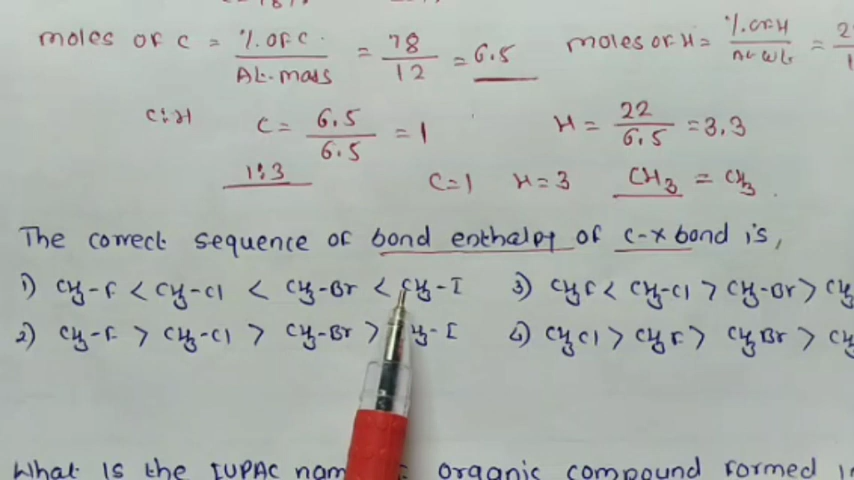 moles of C = %.of C. / At.mass = 78 / 12 = 6.5 moles of H = %.of H / At wt =
C:H C = 6.5 / 6.5 = 1 H = 22 / 6.5 = 3.3
1:3 C=1 H=3 CH3 = CH3
The correct sequence of bond enthalpy of C-X bond is,
1) CH3-F < CH3-Cl < CH3-Br < CH3-I 3) CH3F < CH3-Cl > CH3-Br >
2) CH3-F > CH3-Cl > CH3-Br > H3-I 4) CH3Cl > CH3F > CH3Br >
What is the IUPAC nam organic compound formed